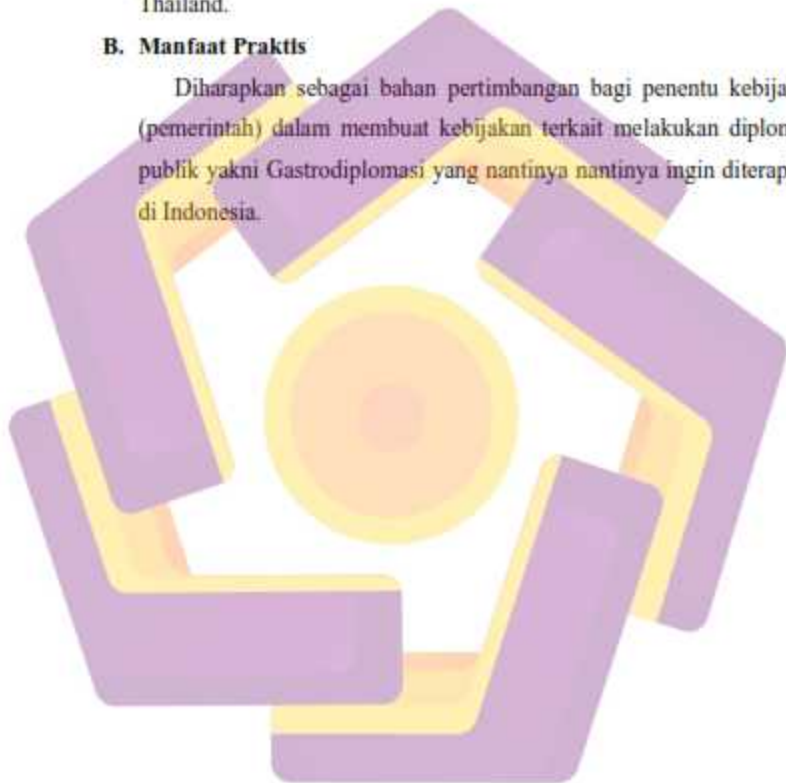 Thailand.
B. Manfaat Praktis
Diharapkan sebagai bahan pertimbangan bagi penentu kebija
(pemerintah) dalam membuat kebijakan terkait melakukan diplon
publik yakni Gastrodiplomasi yang nantinya nantinya ingin diterap
di Indonesia.